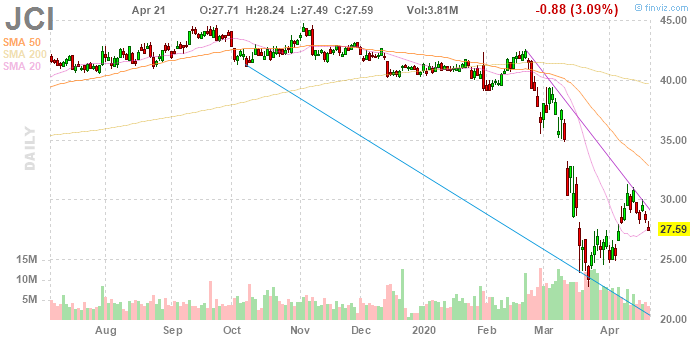 JCI Apr 21 O:27.71 H:28.24 L:27.49 C:27.59 Vol:3.81M -0.88 (3.09%) © finviz.com
SMA 50
SMA 200
SMA 20
DAILY
45.00
40.00
35.00
30.00
27.59
25.00
20.00
15M
10M
5M
Aug Sep Oct Nov Dec 2020 Feb Mar Apr